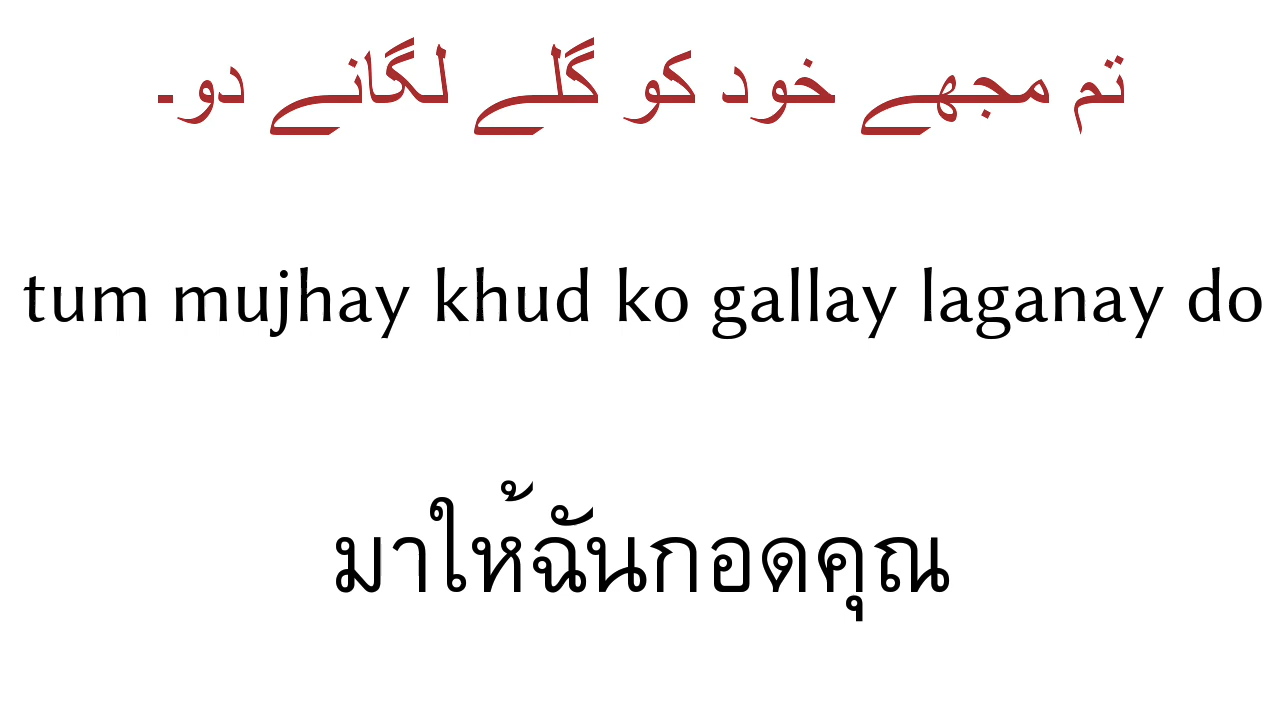 تم مجھے خود کو گلے لگانے دو۔
tum mujhay khud ko gallay laganay do
มาให้ฉันกอดคุณ